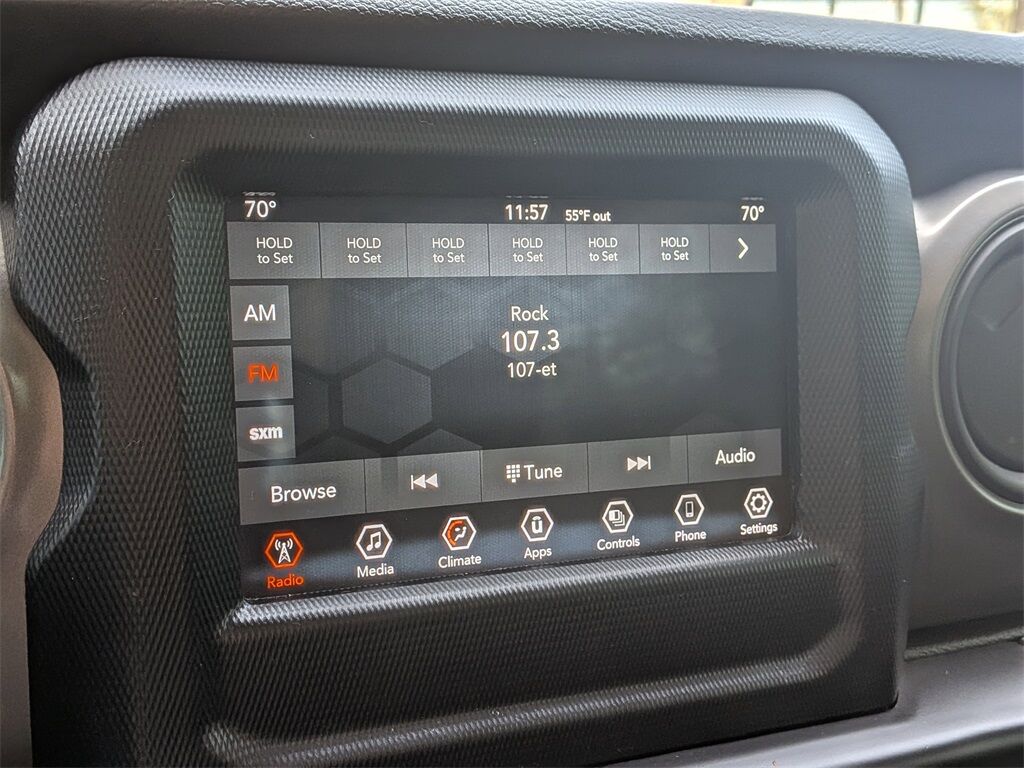 70° 11:57 55°F out 70°
HOLD HOLD HOLD HOLD HOLD HOLD
to Set to Set to Set to Set to Set to Set
AM
Rock
107.3
FM
107-et
sxm
Browse Tune Audio
Radio Media Climate Apps Controls Phone Settings